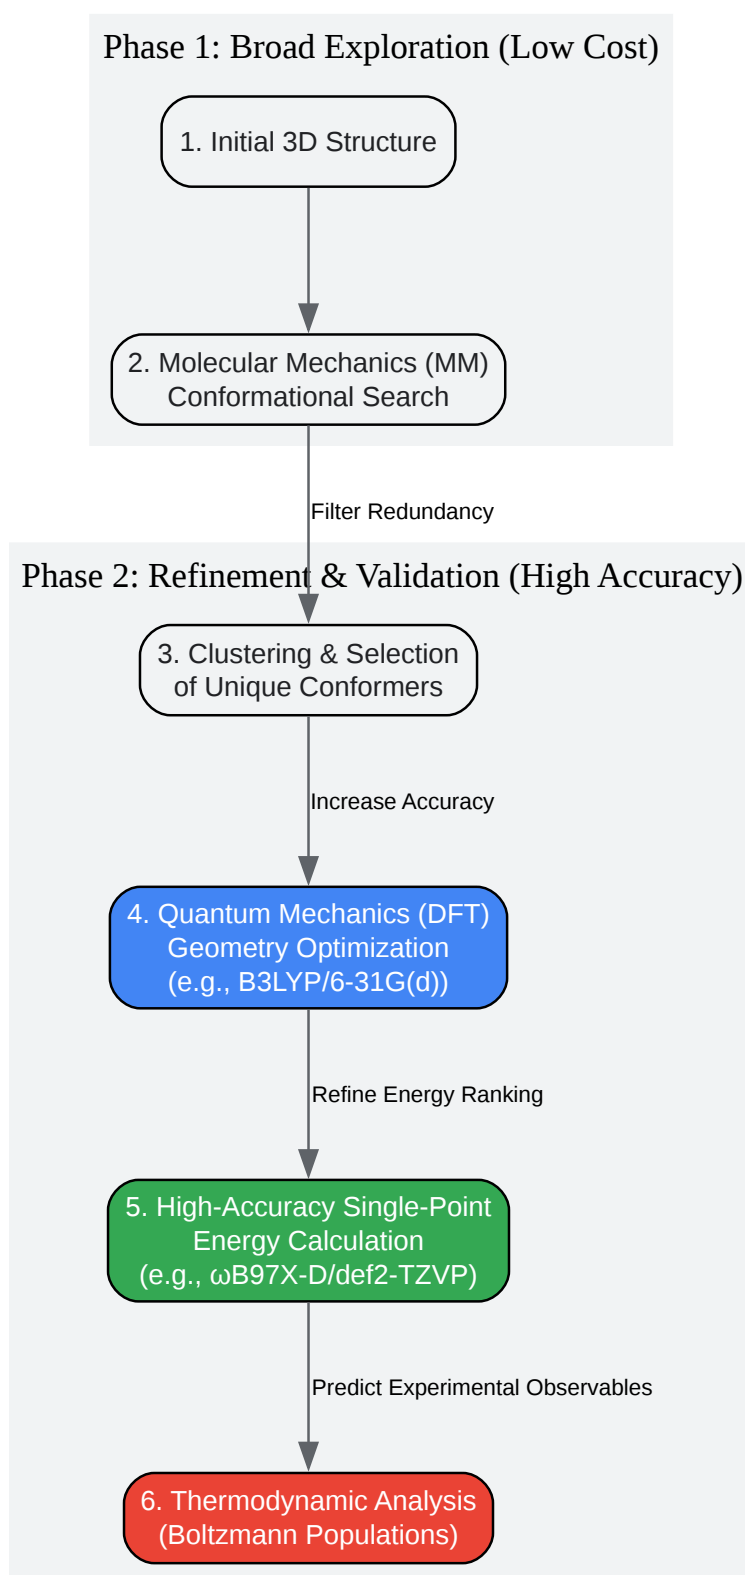 Phase 1: Broad Exploration (Low Cost)
1. Initial 3D Structure
2. Molecular Mechanics (MM)
Conformational Search
Filter Redundancy
Phase 2: Refinement & Validation (High Accuracy)
3. Clustering & Selection
of Unique Conformers
Increase Accuracy
4. Quantum Mechanics (DFT)
Geometry Optimization
(e.g., B3LYP/6-31G(d))
Refine Energy Ranking
5. High-Accuracy Single-Point
Energy Calculation
(e.g., ωB97X-D/def2-TZVP)
Predict Experimental Observables
6. Thermodynamic Analysis
(Boltzmann Populations)